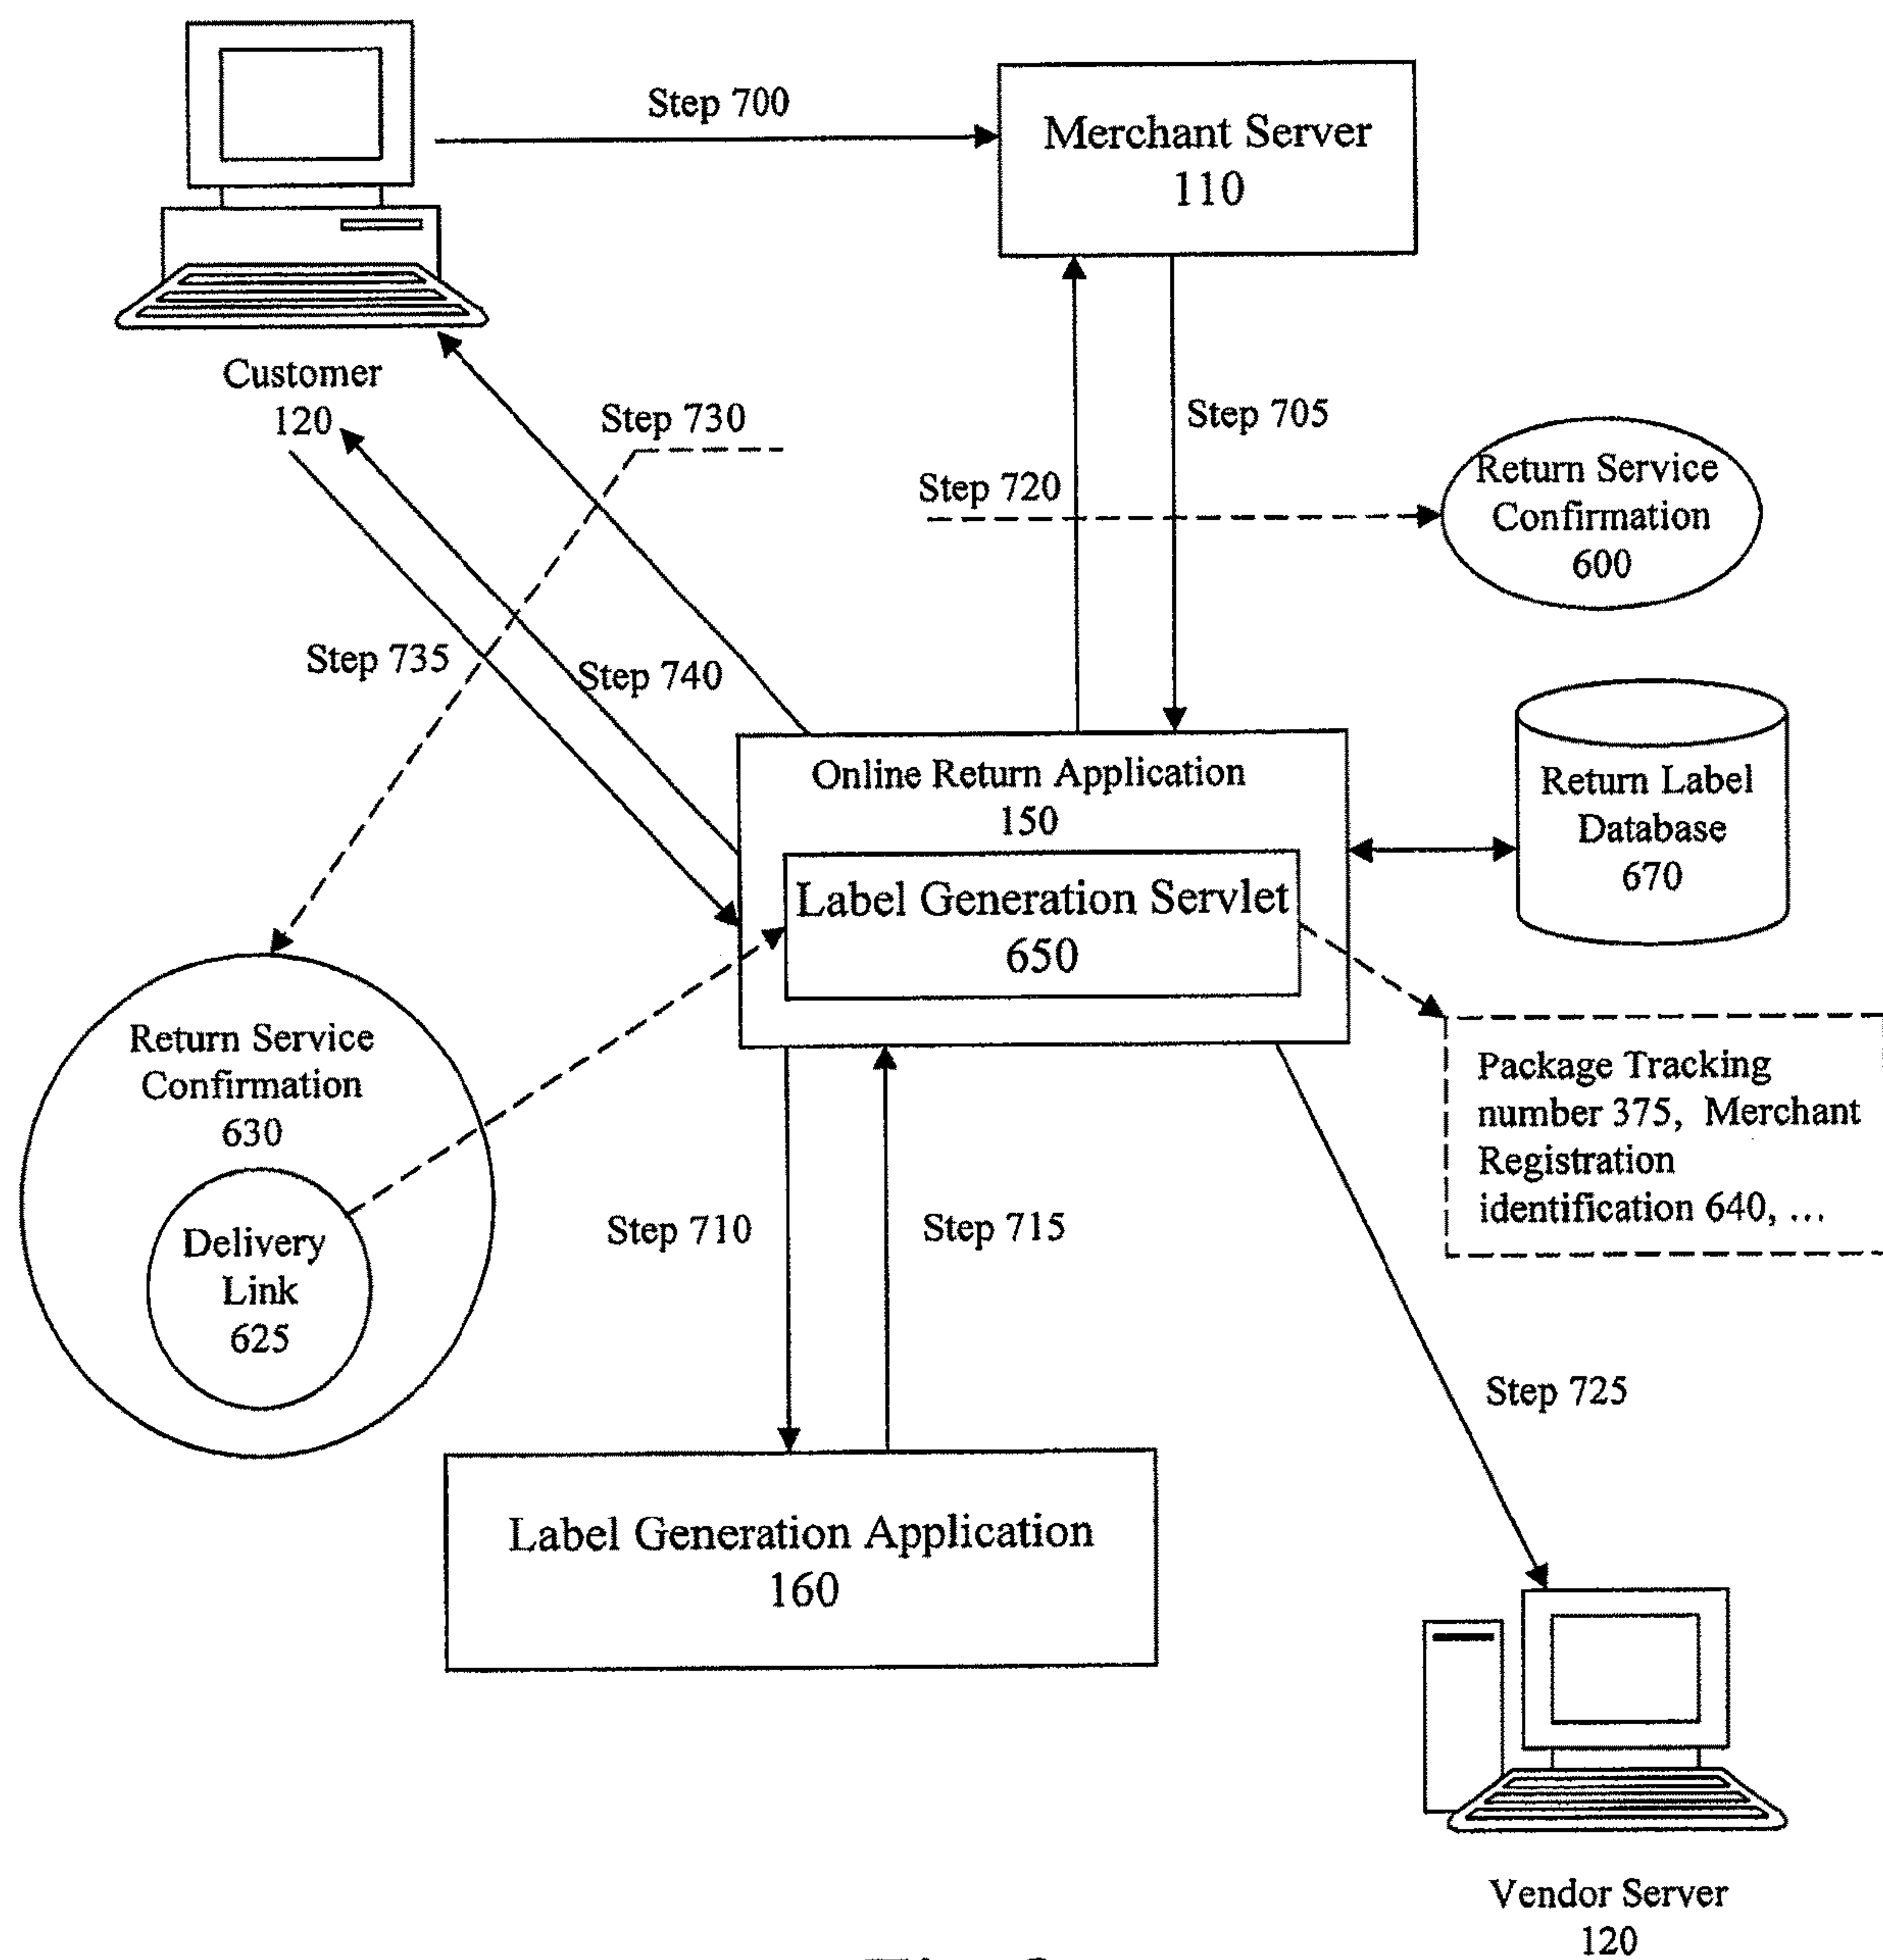 Step 700
Merchant Server
110
Customer
120
Step 730
Step 705
Step 720
Return Service
Confirmation
600
Step 735
Step 740
Online Return Application
150
Label Generation Servlet
650
Return Label
Database
670
Return Service
Confirmation
630
Delivery
Link
625
Package Tracking
number 375, Merchant
Registration
identification 640, ...
Step 710
Step 715
Step 725
Label Generation Application
160
Vendor Server
120